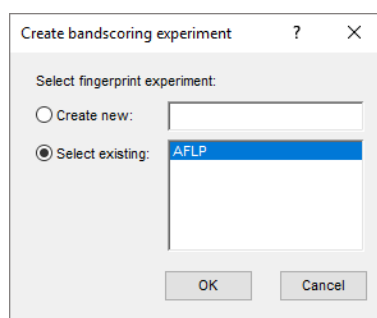 Create bandscoring experiment ? ×
Select fingerprint experiment:
Create new:
Select existing: AFLP
OK Cancel